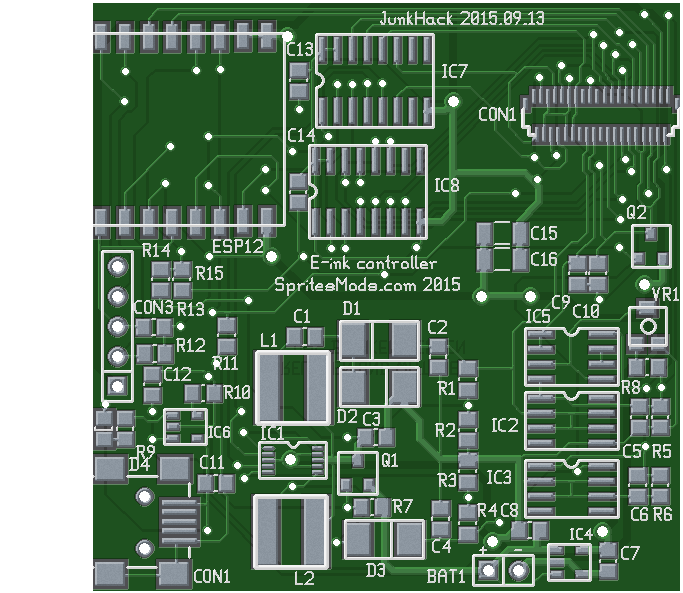 JunkHack 2015.09.13
C13
IC7
CON1
C14
IC8
Q2
ESP12
C15
R14
E-ink controller
C16
R15
SpritesMods.com 2015
VR1
CON3
R13
C9
C10
D1
IC5
C1
C2
L1
R12
R11
C12
R10
R1
R8
D2
C3
IC2
R2
IC6
IC1
R9
C5
R5
D4
C11
Q1
R3
IC3
R7
R4
C8
C6
R6
IC4
C4
C7
CON1
L2
D3
BAT1
+
-